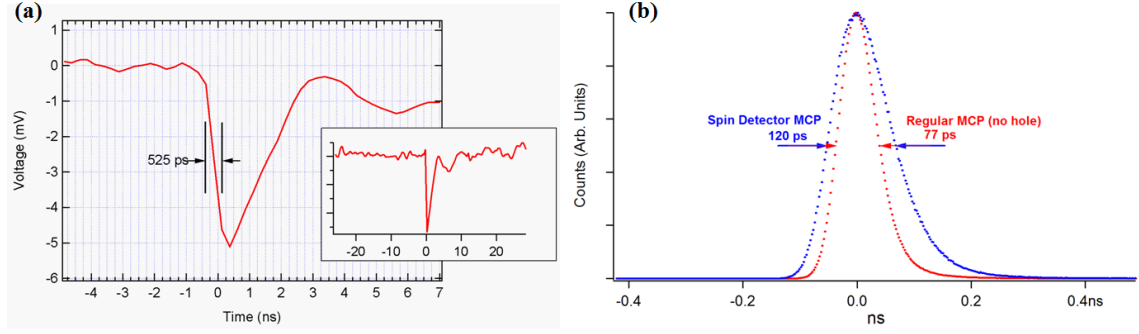 (a)
1
0
-1
-2
-3
-4
-5
-6
Voltage (mV)
525 ps
-4 -3 -2 -1 0 1 2 3 4 5 6 7
Time (ns)
-20 -10 0 10 20
(b)
Counts (Arb. Units)
Spin Detector MCP
120 ps
Regular MCP (no hole)
77 ps
-0.4 -0.2 0.0 0.2 0.4ns
ns